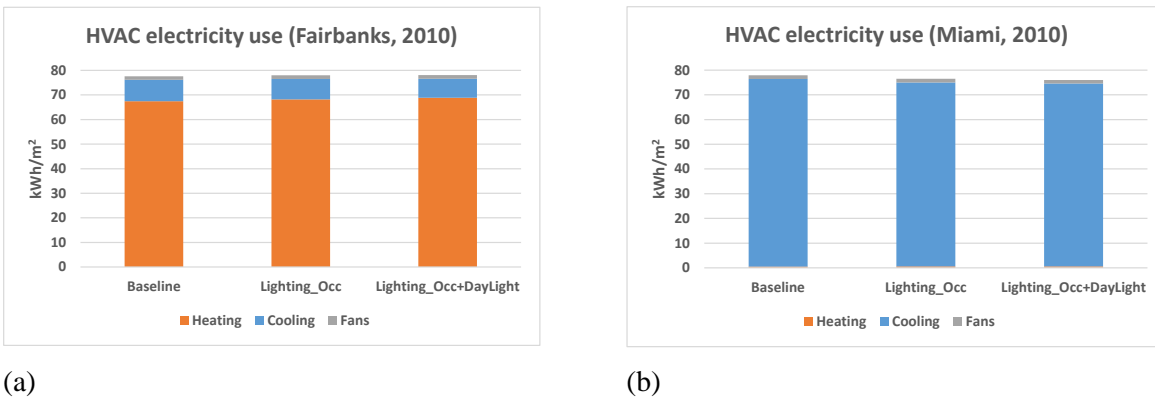 HVAC electricity use (Fairbanks, 2010)
80
70
60
50
40
30
20
10
0
kWh/m²
Baseline Lighting_Occ Lighting_Occ+DayLight
Heating Cooling Fans
(a)
HVAC electricity use (Miami, 2010)
80
70
60
50
40
30
20
10
0
kWh/m²
Baseline Lighting_Occ Lighting_Occ+DayLight
Heating Cooling Fans
(b)